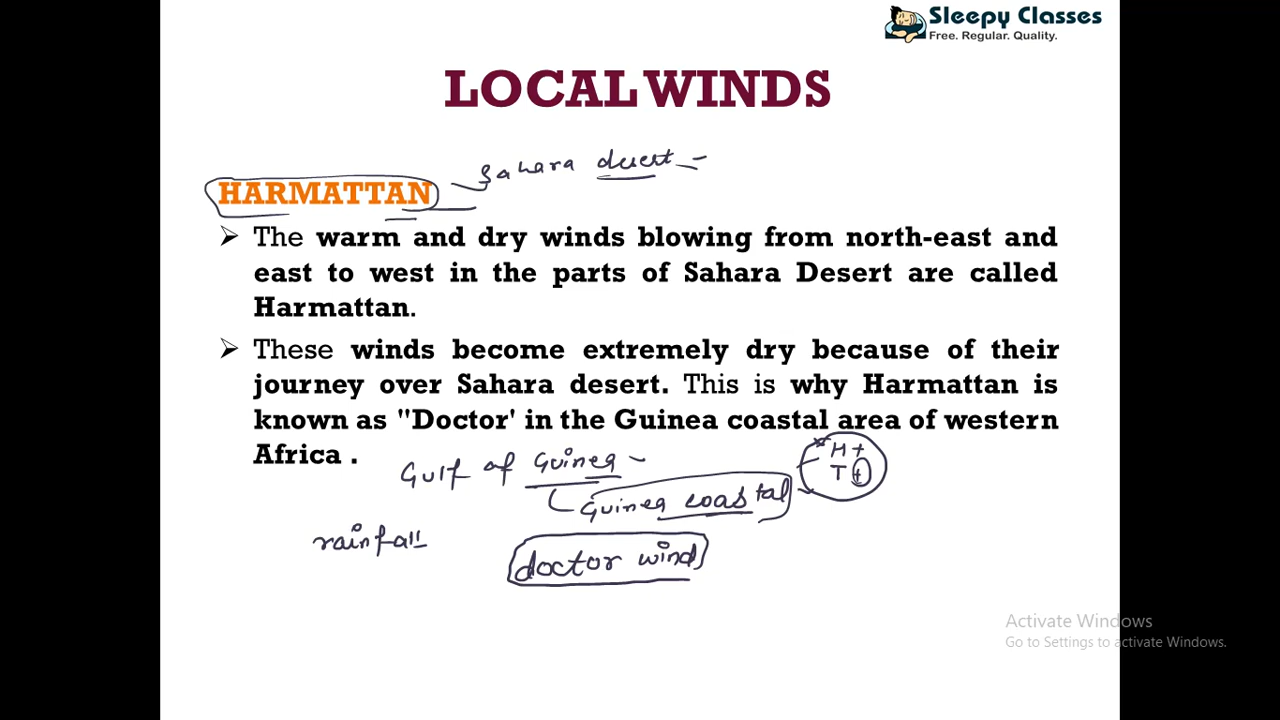 Sleepy Classes
Free. Regular. Quality.
LOCAL WINDS
Sahara desert
HARMATTAN
➢ The warm and dry winds blowing from north-east and
east to west in the parts of Sahara Desert are called
Harmattan.
➢ These winds become extremely dry because of their
journey over Sahara desert. This is why Harmattan is
known as "Doctor' in the Guinea coastal area of western
Africa .
H+
T+
Gulf of Guinea
Guinea coastal
rainfall
doctor wind
Activate Windows
Go to Settings to activate Windows.